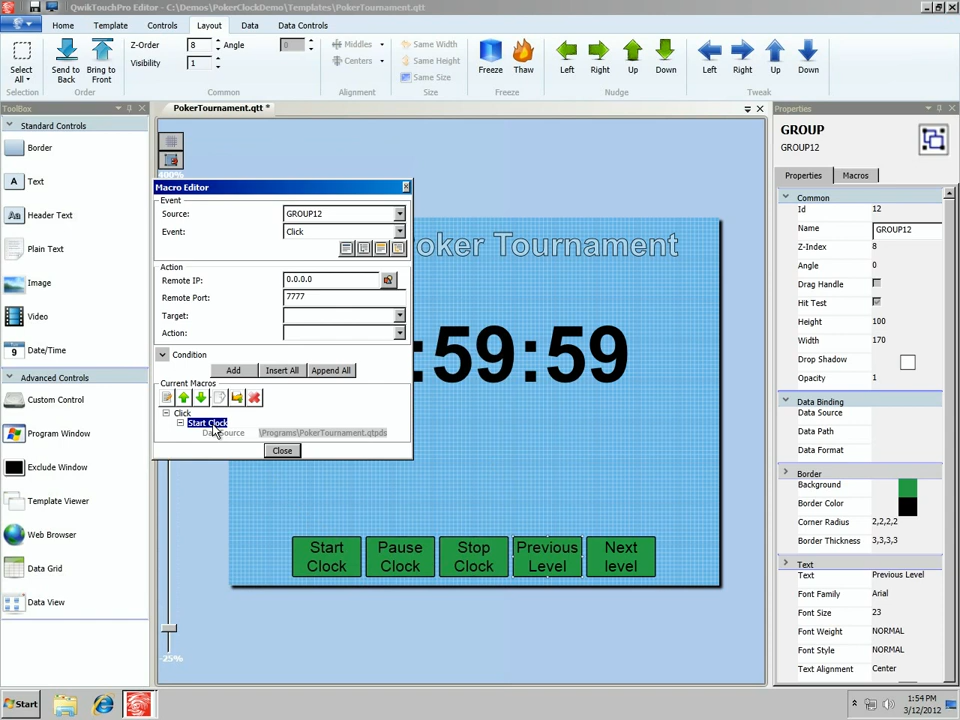 QwikTouchPro Editor - C:\Demos\PokerClockDemo\Templates\PokerTournament.qtt
Home Template Controls Layout Data Data Controls
Select All
Send to Back
Bring to Front
Z-Order 8 Angle 0
Visibility 1
Middles
Centers
Same Width
Same Height
Same Size
Freeze Thaw
Left Right Up Down
Left Right Up Down
Selection Order Common Alignment Size Freeze Nudge Tweak
ToolBox
Standard Controls
Border
A Text
Aa Header Text
Plain Text
Image
Video
9 Date/Time
Advanced Controls
Custom Control
Program Window
Exclude Window
Template Viewer
Web Browser
Data Grid
Data View
PokerTournament.qtt *
400%
-25%
Macro Editor
Event
Source: GROUP12
Event: Click
Action
Remote IP: 0.0.0.0
Remote Port: 7777
Target:
Action:
Condition
Add Insert All Append All
Current Macros
Click
Start Clock
Source \Programs\PokerTournament.qtpds
Close
oker Tournament
:59:59
Start Clock
Pause Clock
Stop Clock
Previous Level
Next level
Properties
GROUP
GROUP12
Properties Macros
Common
Id 12
Name GROUP12
Z-Index 8
Angle 0
Drag Handle
Hit Test
Height 100
Width 170
Drop Shadow
Opacity 1
Data Binding
Data Source
Data Path
Data Format
Border
Background
Border Color
Corner Radius 2,2,2,2
Border Thickness 3,3,3,3
Text
Text Previous Level
Font Family Arial
Font Size 23
Font Weight NORMAL
Font Style NORMAL
Text Alignment Center
Start
1:54 PM
3/12/2012